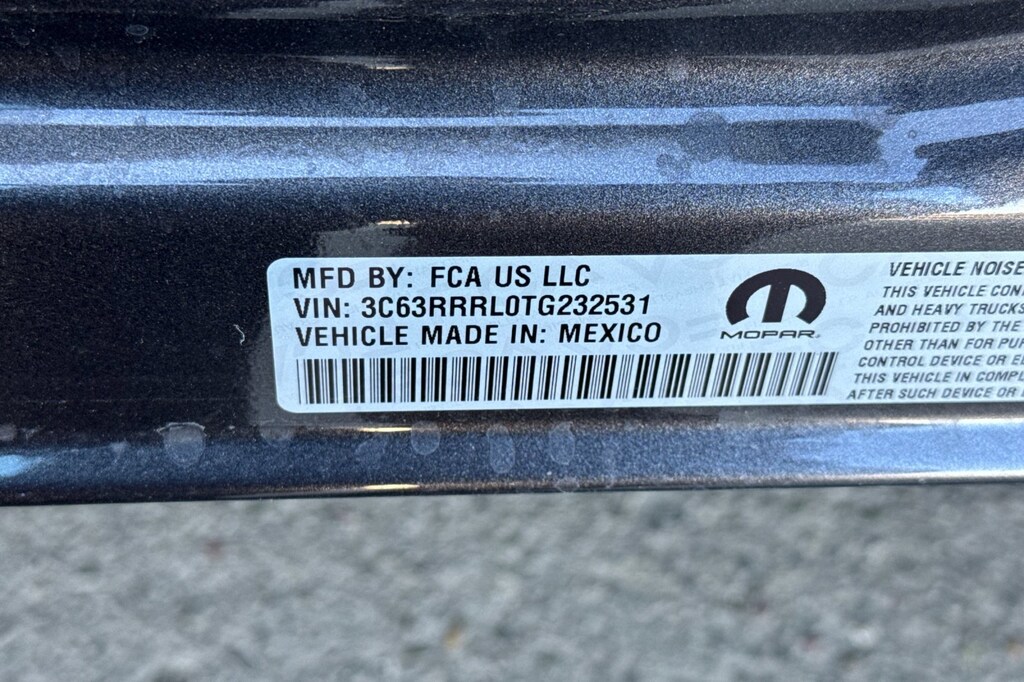 MFD BY: FCA US LLC
VIN: 3C63RRRL0TG232531
VEHICLE MADE IN: MEXICO
MOPAR
VEHICLE NOISE
THIS VEHICLE CON
AND HEAVY TRUCKS
PROHIBITED BY THE
OTHER THAN FOR PUR
CONTROL DEVICE OR EL
THIS VEHICLE IN COMPL
AFTER SUCH DEVICE OR